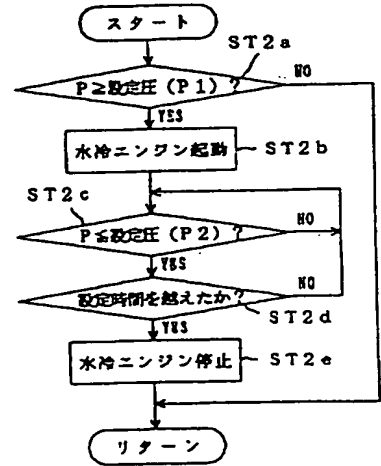 スタート
ST2a
P≧設定圧(P1)?
NO
YES
水冷エンジン起動
ST2b
ST2c
P≦設定圧(P2)?
NO
YES
設定時間を越えたか?
NO
ST2d
YES
水冷エンジン停止
ST2e
リターン